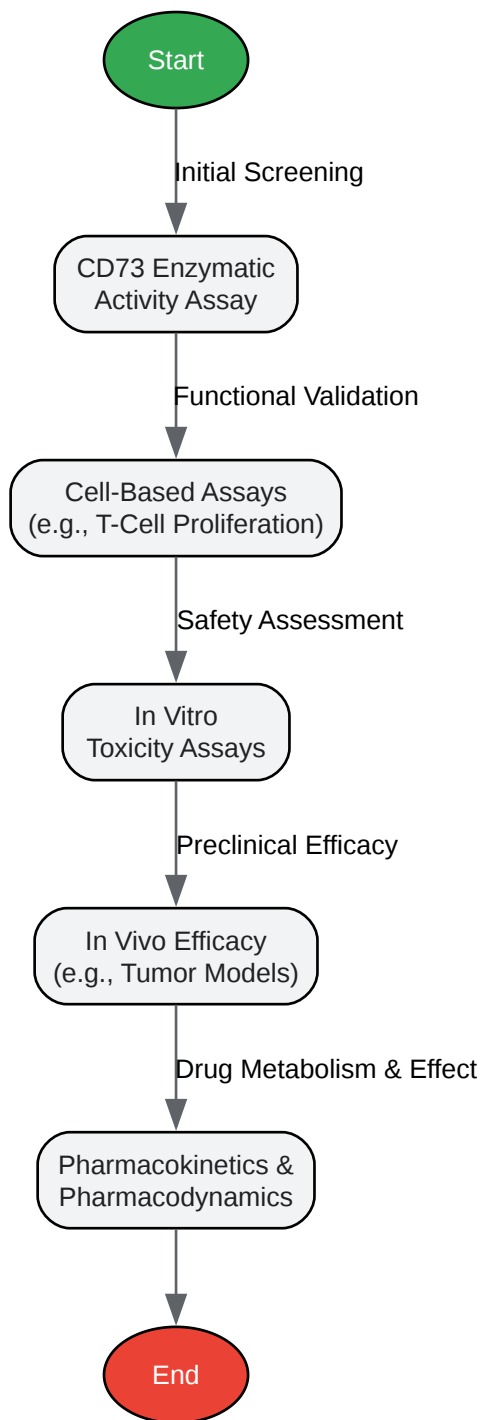 Start
Initial Screening
CD73 Enzymatic
Activity Assay
Functional Validation
Cell-Based Assays
(e.g., T-Cell Proliferation)
Safety Assessment
In Vitro
Toxicity Assays
Preclinical Efficacy
In Vivo Efficacy
(e.g., Tumor Models)
Drug Metabolism & Effect
Pharmacokinetics &
Pharmacodynamics
End